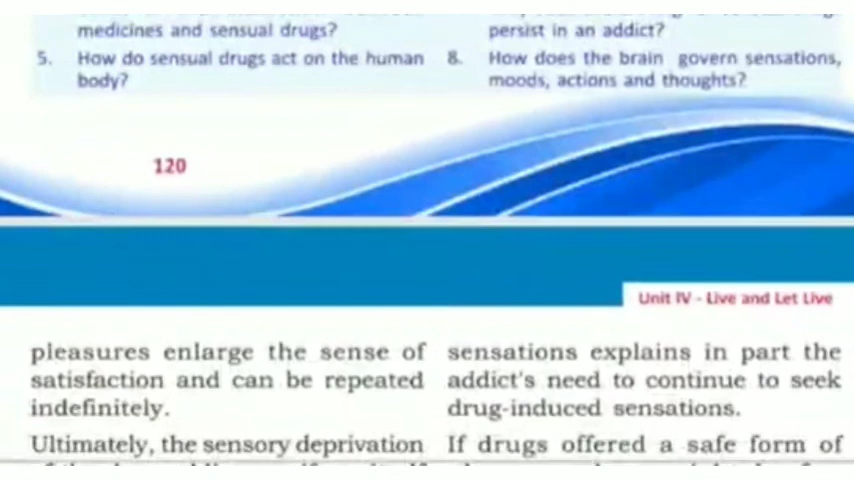 medicines and sensual drugs?
5. How do sensual drugs act on the human
body?
persist in an addict?
8. How does the brain govern sensations,
moods, actions and thoughts?
120
Unit IV - Live and Let Live
pleasures enlarge the sense of
satisfaction and can be repeated
indefinitely.
Ultimately, the sensory deprivation
sensations explains in part the
addict's need to continue to seek
drug-induced sensations.
If drugs offered a safe form of